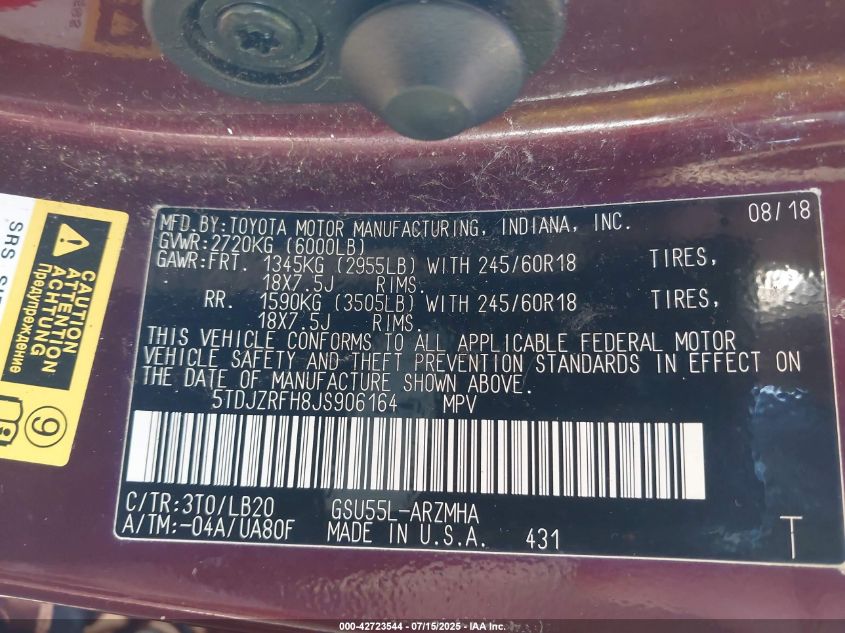 MFD.BY:TOYOTA MOTOR MANUFACTURING, INDIANA, INC. 08/18
GVWR:2720KG (6000LB)
GAWR:FRT. 1345KG (2955LB) WITH 245/60R18 TIRES,
18X7.5J RIMS.
RR. 1590KG (3505LB) WITH 245/60R18 TIRES,
18X7.5J RIMS.
THIS VEHICLE CONFORMS TO ALL APPLICABLE FEDERAL MOTOR
VEHICLE SAFETY AND THEFT PREVENTION STANDARDS IN EFFECT ON
THE DATE OF MANUFACTURE SHOWN ABOVE.
5TDJZRFH8JS906164 MPV
C/TR:3T0/LB20 GSU55L-ARZMHA
A/TM:-04A/UA80F MADE IN U.S.A. 431 T
SRS
CAUTION
ATTENTION
ACHTUNG
Предупреждение
9
000-42723544 - 07/15/2025 - IAA Inc.